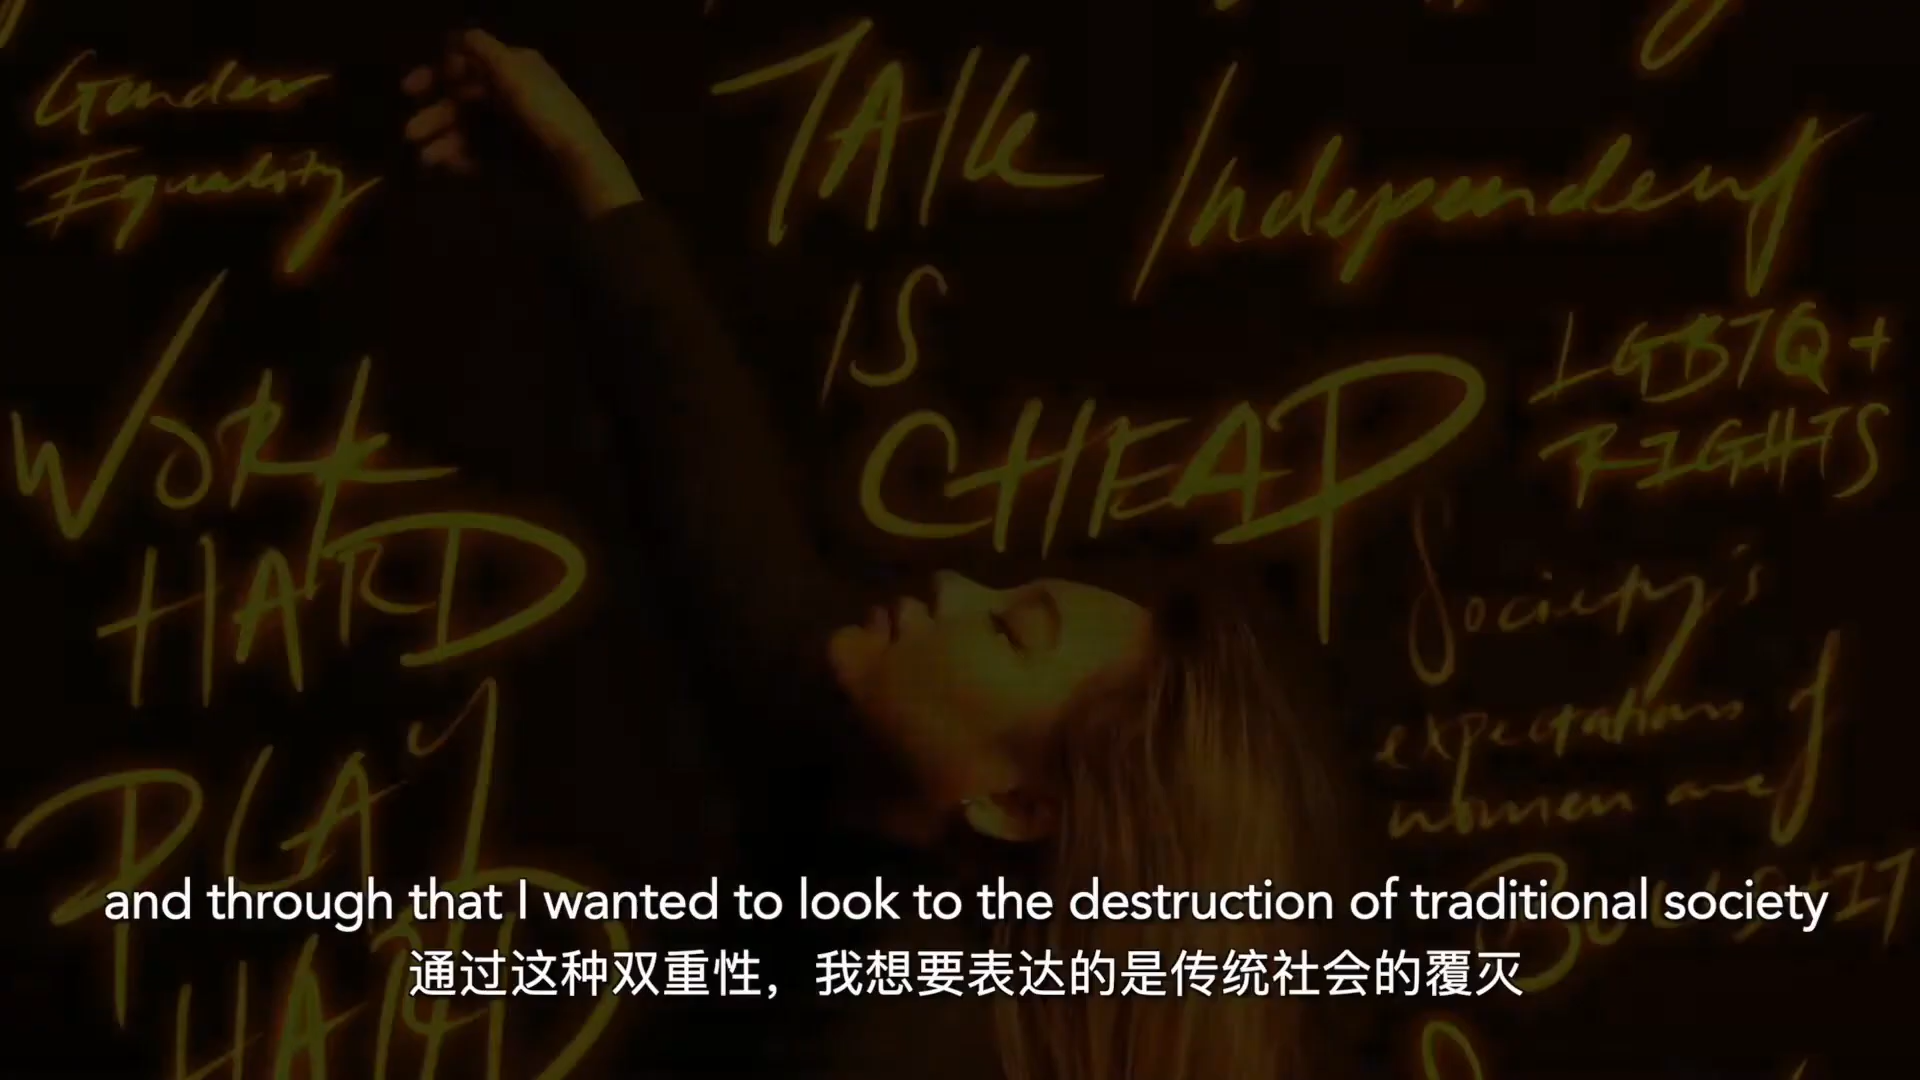 Gender
Equality
TALK
IS
CHEAP
Independent
LGBTQ+
RIGHTS
WORK
HARD
PLAY
HARD
Society's
expectations of
women are
and through that I wanted to look to the destruction of traditional society
通过这种双重性，我想要表达的是传统社会的覆灭